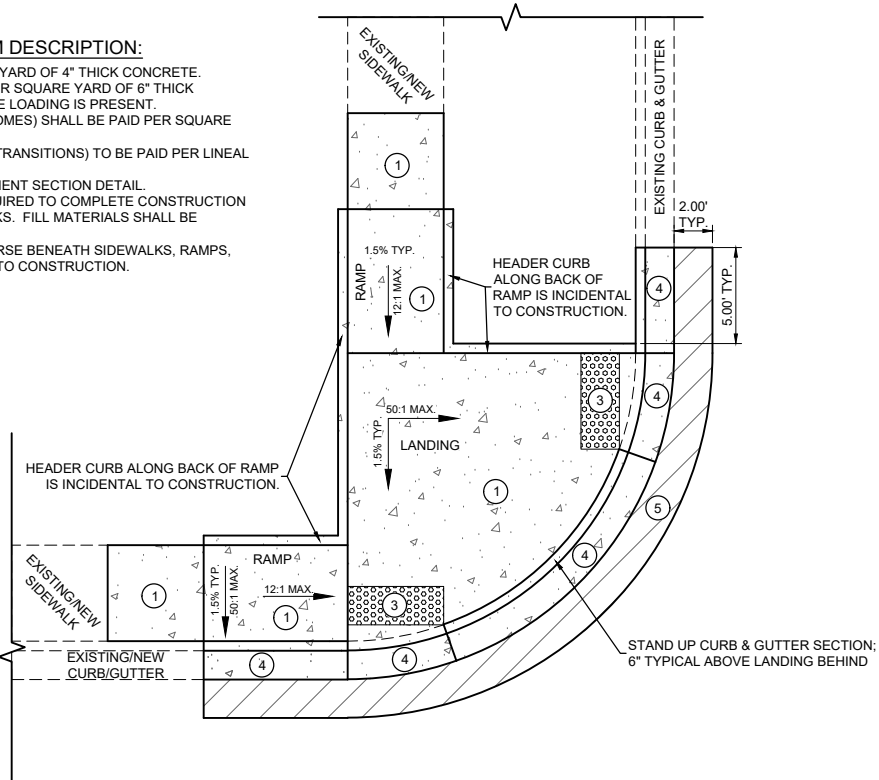 M DESCRIPTION:
YARD OF 4" THICK CONCRETE.
R SQUARE YARD OF 6" THICK
E LOADING IS PRESENT.
OMES) SHALL BE PAID PER SQUARE
TRANSITIONS) TO BE PAID PER LINEAL
MENT SECTION DETAIL.
UIRED TO COMPLETE CONSTRUCTION
KS. FILL MATERIALS SHALL BE
RSE BENEATH SIDEWALKS, RAMPS,
TO CONSTRUCTION.
EXISTING/NEW
SIDEWALK
EXISTING CURB & GUTTER
2.00'
TYP.
5.00' TYP.
1
1.5% TYP.
RAMP
12:1 MAX.
1
HEADER CURB
ALONG BACK OF
RAMP IS INCIDENTAL
TO CONSTRUCTION.
4
3
4
50:1 MAX.
1.5% TYP.
LANDING
HEADER CURB ALONG BACK OF RAMP
IS INCIDENTAL TO CONSTRUCTION.
1
5
4
EXISTING/NEW
SIDEWALK
1
RAMP
1.5% TYP.
50:1 MAX.
12:1 MAX.
1
3
EXISTING/NEW
CURB/GUTTER
4
4
STAND UP CURB & GUTTER SECTION;
6" TYPICAL ABOVE LANDING BEHIND